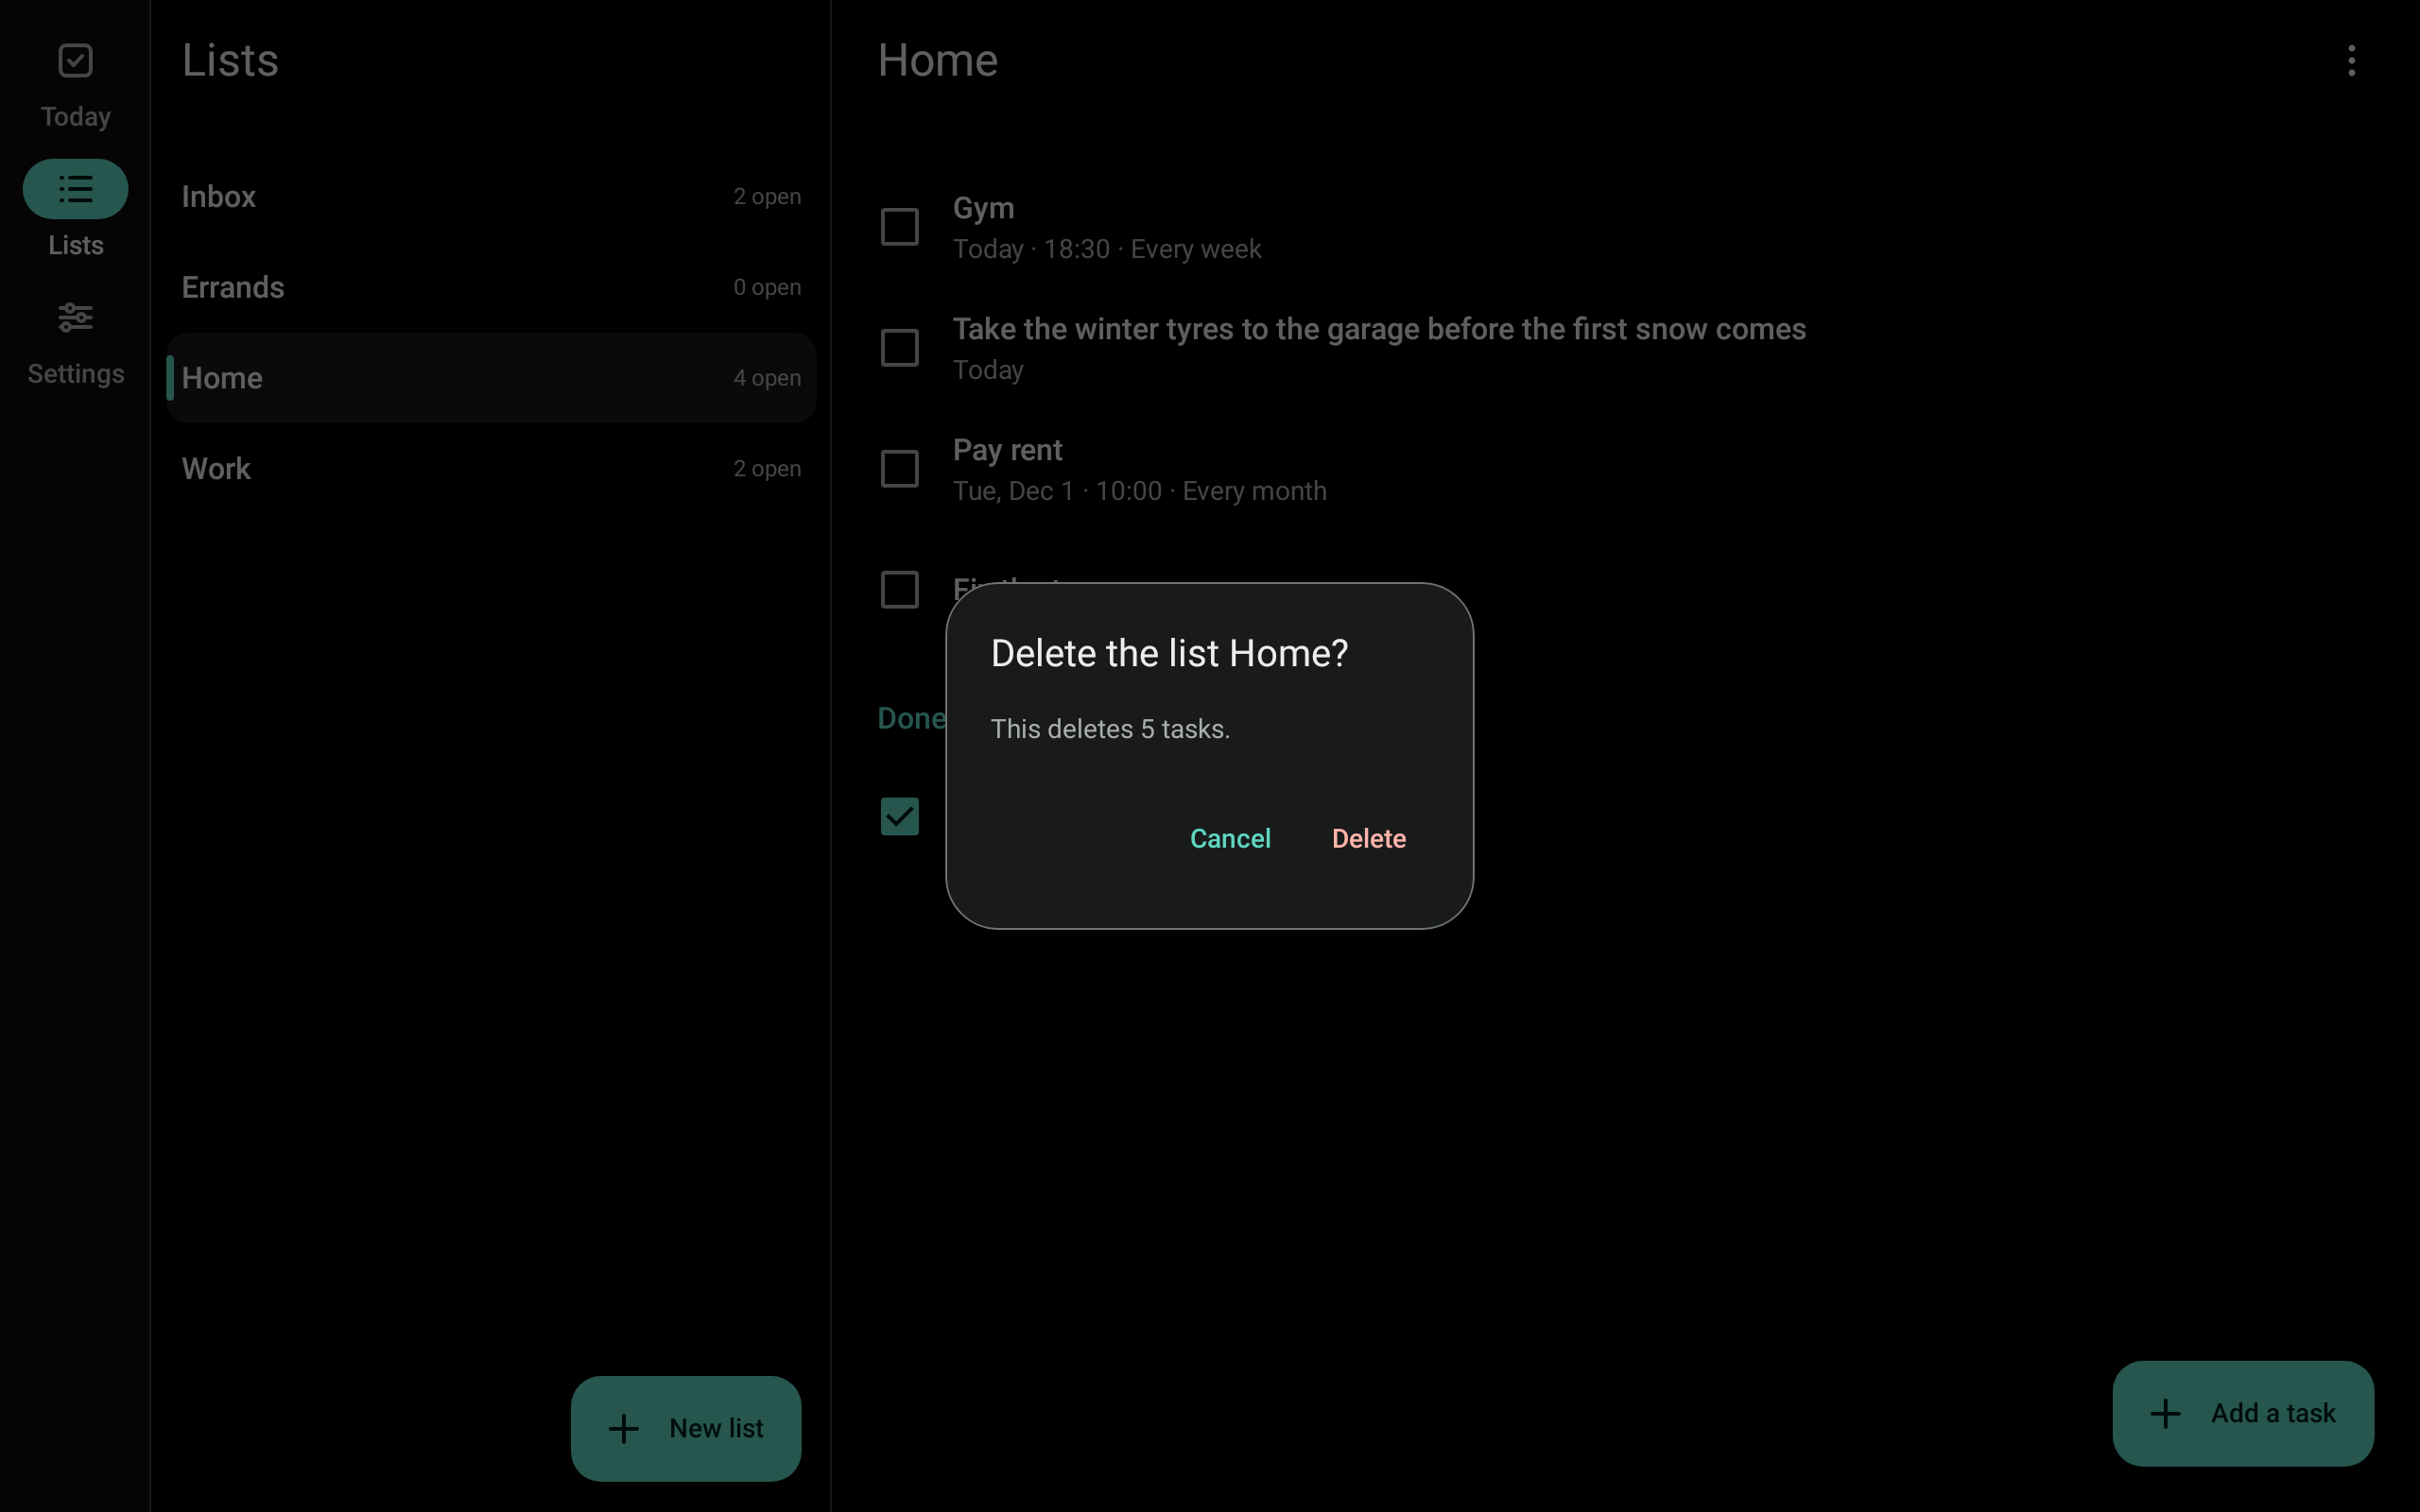 Today
Lists
Settings
Lists
Inbox
2 open
Errands
0 open
Home
4 open
Work
2 open
New list
Home
Gym
Today · 18:30 · Every week
Take the winter tyres to the garage before the first snow comes
Today
Pay rent
Tue, Dec 1 · 10:00 · Every month
Done
Delete the list Home?
This deletes 5 tasks.
Cancel
Delete
Add a task